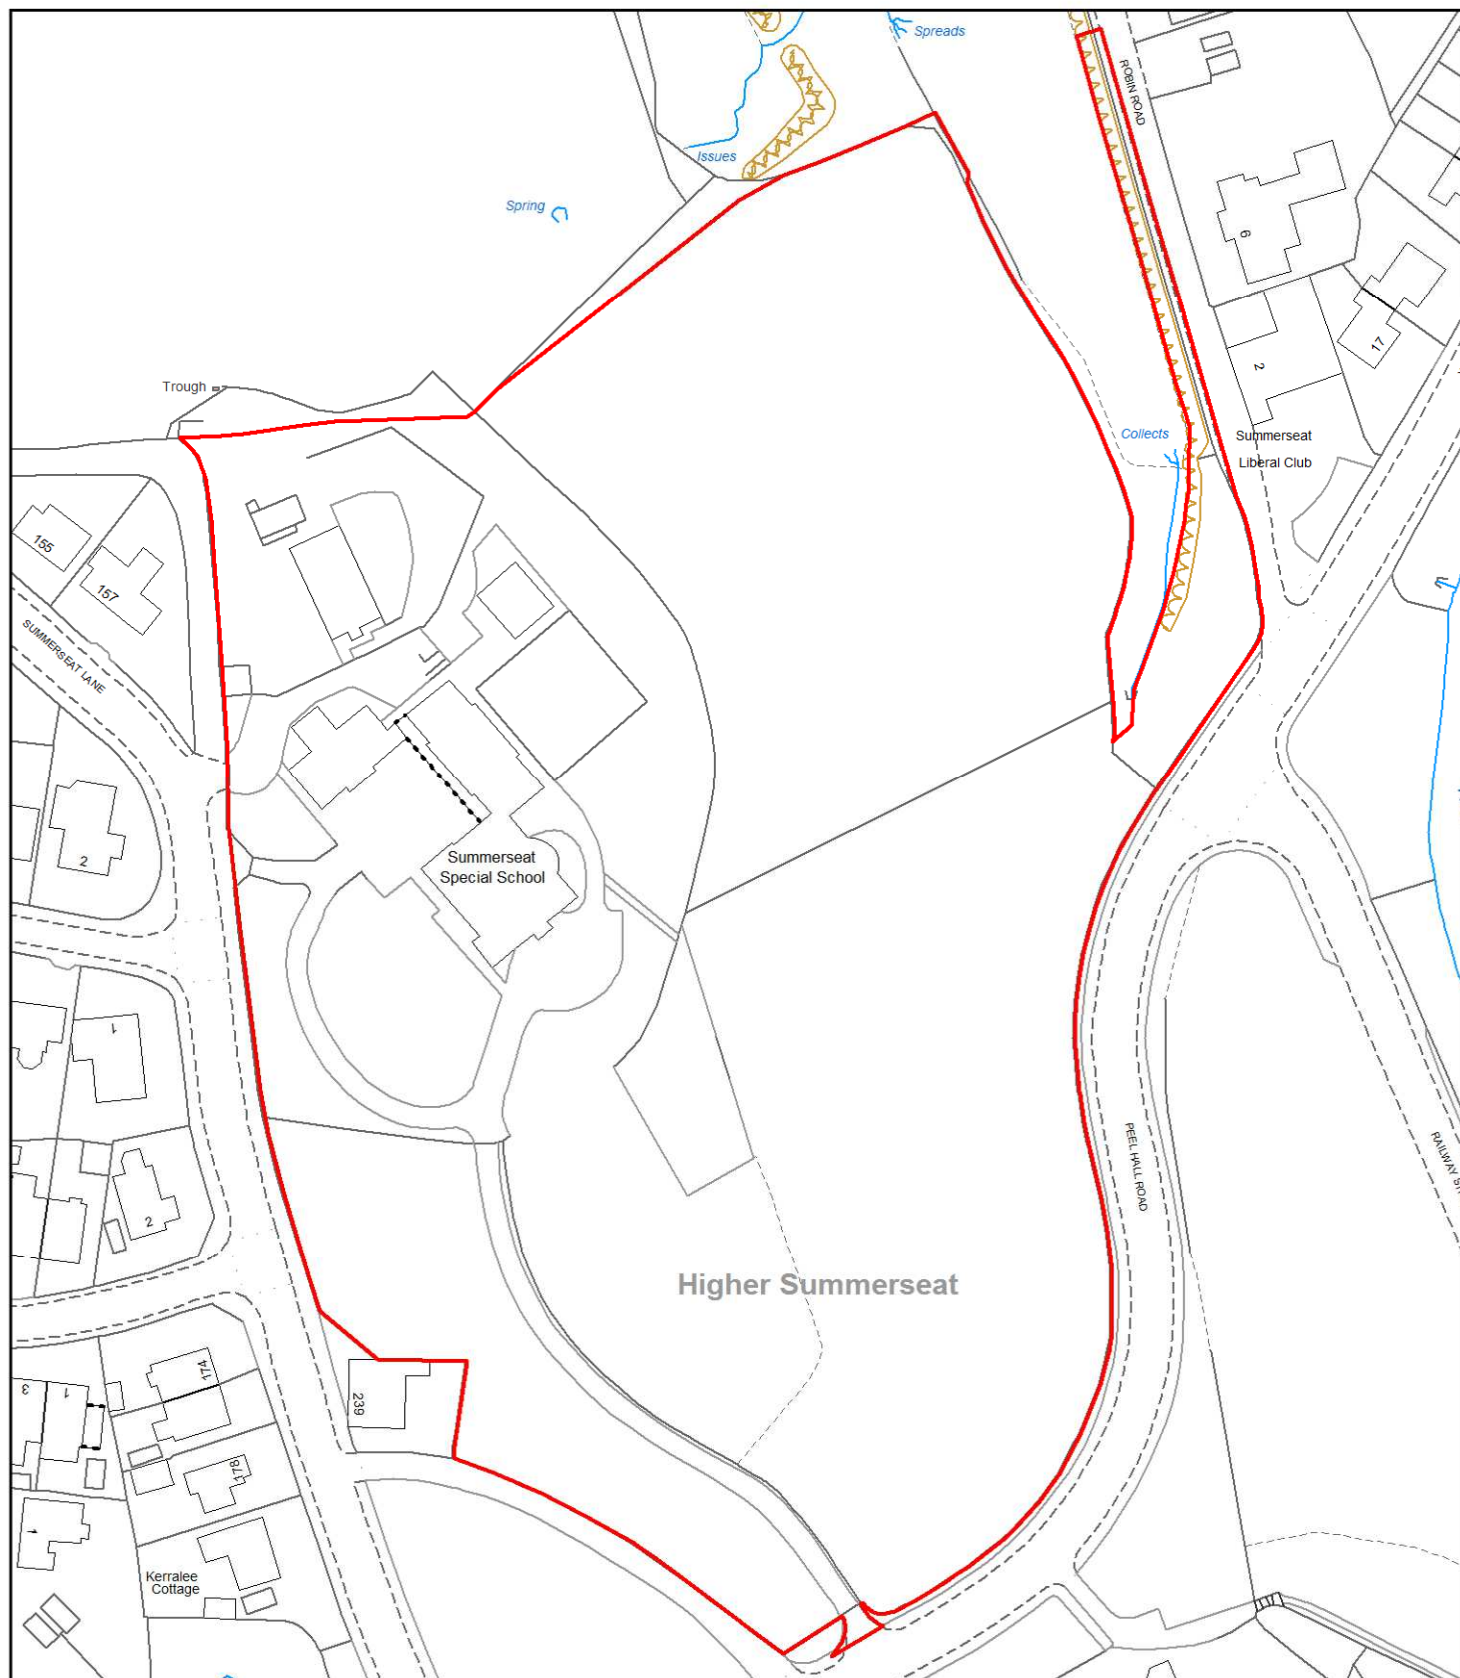 Spreads
ROBIN ROAD
Issues
Spring
6
17
2
Trough
Collects
Summerseat
Liberal Club
155
157
SUMMERSEAT LANE
2
Summerseat
Special School
1
PEEL HALL ROAD
RAILWAY
2
Higher Summerseat
174
3
1
239
178
1
Kerralee
Cottage